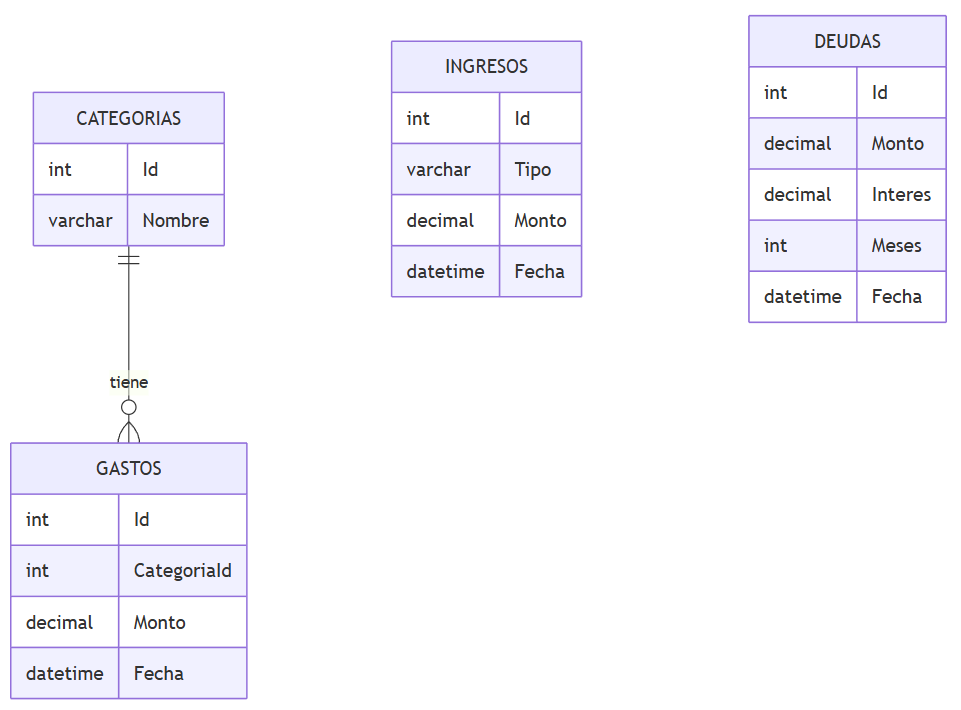 CATEGORIAS
int Id
varchar Nombre
tiene
GASTOS
int Id
int CategoriaId
decimal Monto
datetime Fecha
INGRESOS
int Id
varchar Tipo
decimal Monto
datetime Fecha
DEUDAS
int Id
decimal Monto
decimal Interes
int Meses
datetime Fecha